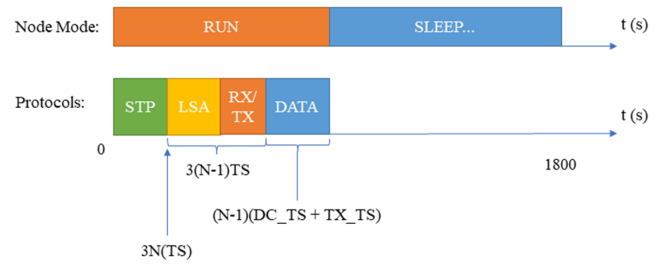 Node Mode:
RUN
SLEEP...
t (s)
Protocols:
STP
LSA
RX/
TX
DATA
t (s)
0
3(N-1)TS
1800
(N-1)(DC_TS + TX_TS)
3N(TS)